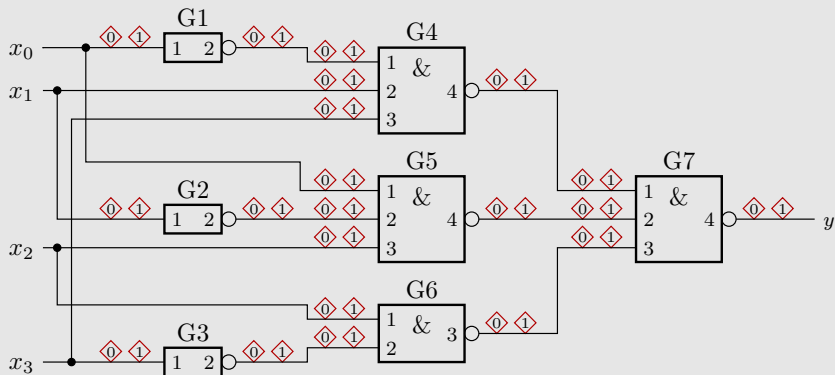 G1
x0 0 1 1 2 0 1 0 1 G4
1 & 0 1
x1 0 1 2 4
0 1 3
0 1 G5 0 1 G7
G2 1 & 1 &
0 1 1 2 0 1 0 1 2 4 0 1 0 1 2 4 0 1 y
x2 0 1 3 0 1 3
0 1 G6
1 & 3 0 1
G3 0 1 2
x3 0 1 1 2 0 1